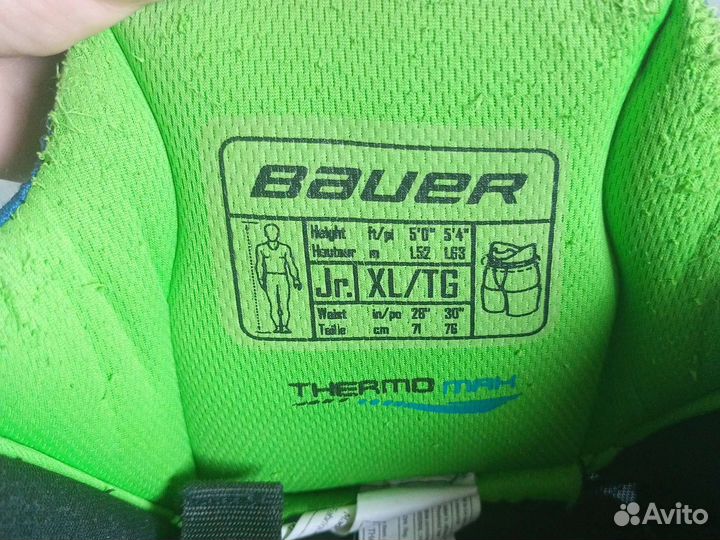 BAUER
Height ft/pi 5'0" 5'4"
Hauteur m 1.52 1.63
Jr. XL/TG
Waist in/po 28" 30"
Taille cm 71 76
THERMO MAX
Avito